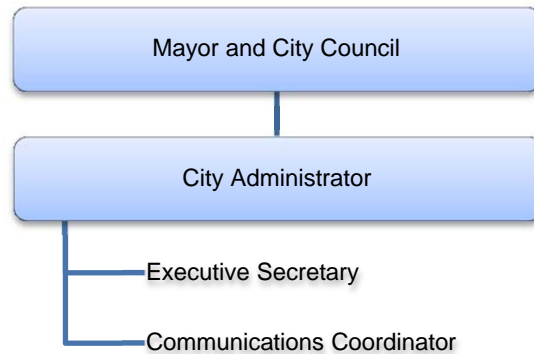 Mayor and City Council
City Administrator
Executive Secretary
Communications Coordinator